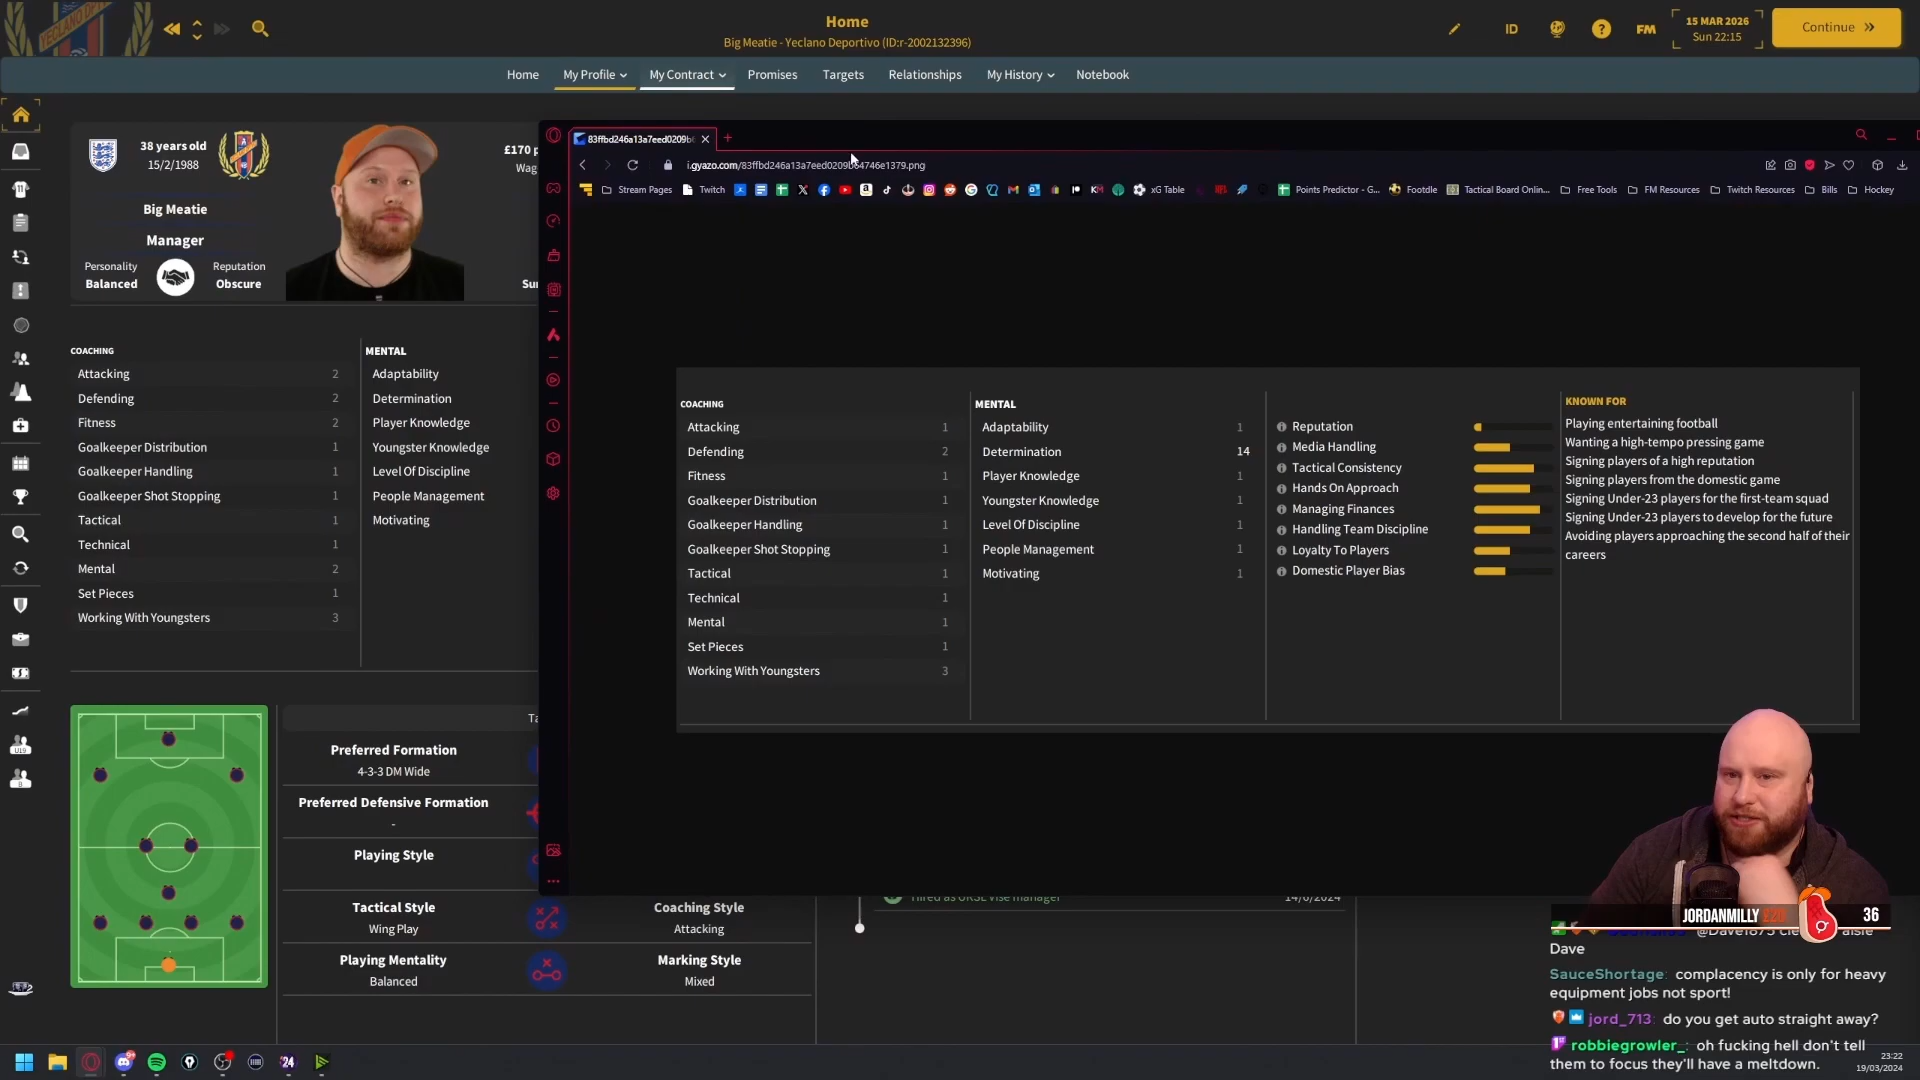 Home
Big Meatie - Yeclano Deportivo (ID:r-2002132396)
ID
FM
15 MAR 2026
Sun 22:15
Continue
Home
My Profile
My Contract
Promises
Targets
Relationships
My History
Notebook
38 years old
15/2/1988
Big Meatie
Manager
Personality
Balanced
Reputation
Obscure
£170 p
Wag
Sur
COACHING
Attacking 2
Defending 2
Fitness 2
Goalkeeper Distribution 1
Goalkeeper Handling 1
Goalkeeper Shot Stopping 1
Tactical 1
Technical 1
Mental 2
Set Pieces 1
Working With Youngsters 3
MENTAL
Adaptability
Determination
Player Knowledge
Youngster Knowledge
Level Of Discipline
People Management
Motivating
83ffbd246a13a7eed0209b6
i.gyazo.com/83ffbd246a13a7eed0209b64746e1379.png
Stream Pages
Twitch
xG Table
Points Predictor - G...
Footdle
Tactical Board Onlin...
Free Tools
FM Resources
Twitch Resources
Bills
Hockey
COACHING
Attacking 1
Defending 2
Fitness 1
Goalkeeper Distribution 1
Goalkeeper Handling 1
Goalkeeper Shot Stopping 1
Tactical 1
Technical 1
Mental 1
Set Pieces 1
Working With Youngsters 3
MENTAL
Adaptability 1
Determination 14
Player Knowledge 1
Youngster Knowledge 1
Level Of Discipline 1
People Management 1
Motivating 1
Reputation
Media Handling
Tactical Consistency
Hands On Approach
Managing Finances
Handling Team Discipline
Loyalty To Players
Domestic Player Bias
KNOWN FOR
Playing entertaining football
Wanting a high-tempo pressing game
Signing players of a high reputation
Signing players from the domestic game
Signing Under-23 players for the first-team squad
Signing Under-23 players to develop for the future
Avoiding players approaching the second half of their
careers
Ta
Preferred Formation
4-3-3 DM Wide
Preferred Defensive Formation
-
Playing Style
Tactical Style
Wing Play
Coaching Style
Attacking
Playing Mentality
Balanced
Marking Style
Mixed
14/6/2024
JORDANMILLY 36
Dave
SauceShortage: complacency is only for heavy
equipment jobs not sport!
jord_713: do you get auto straight away?
robbiegrowler_: oh fucking hell don't tell
them to focus they'll have a meltdown.
23:22
19/03/2024